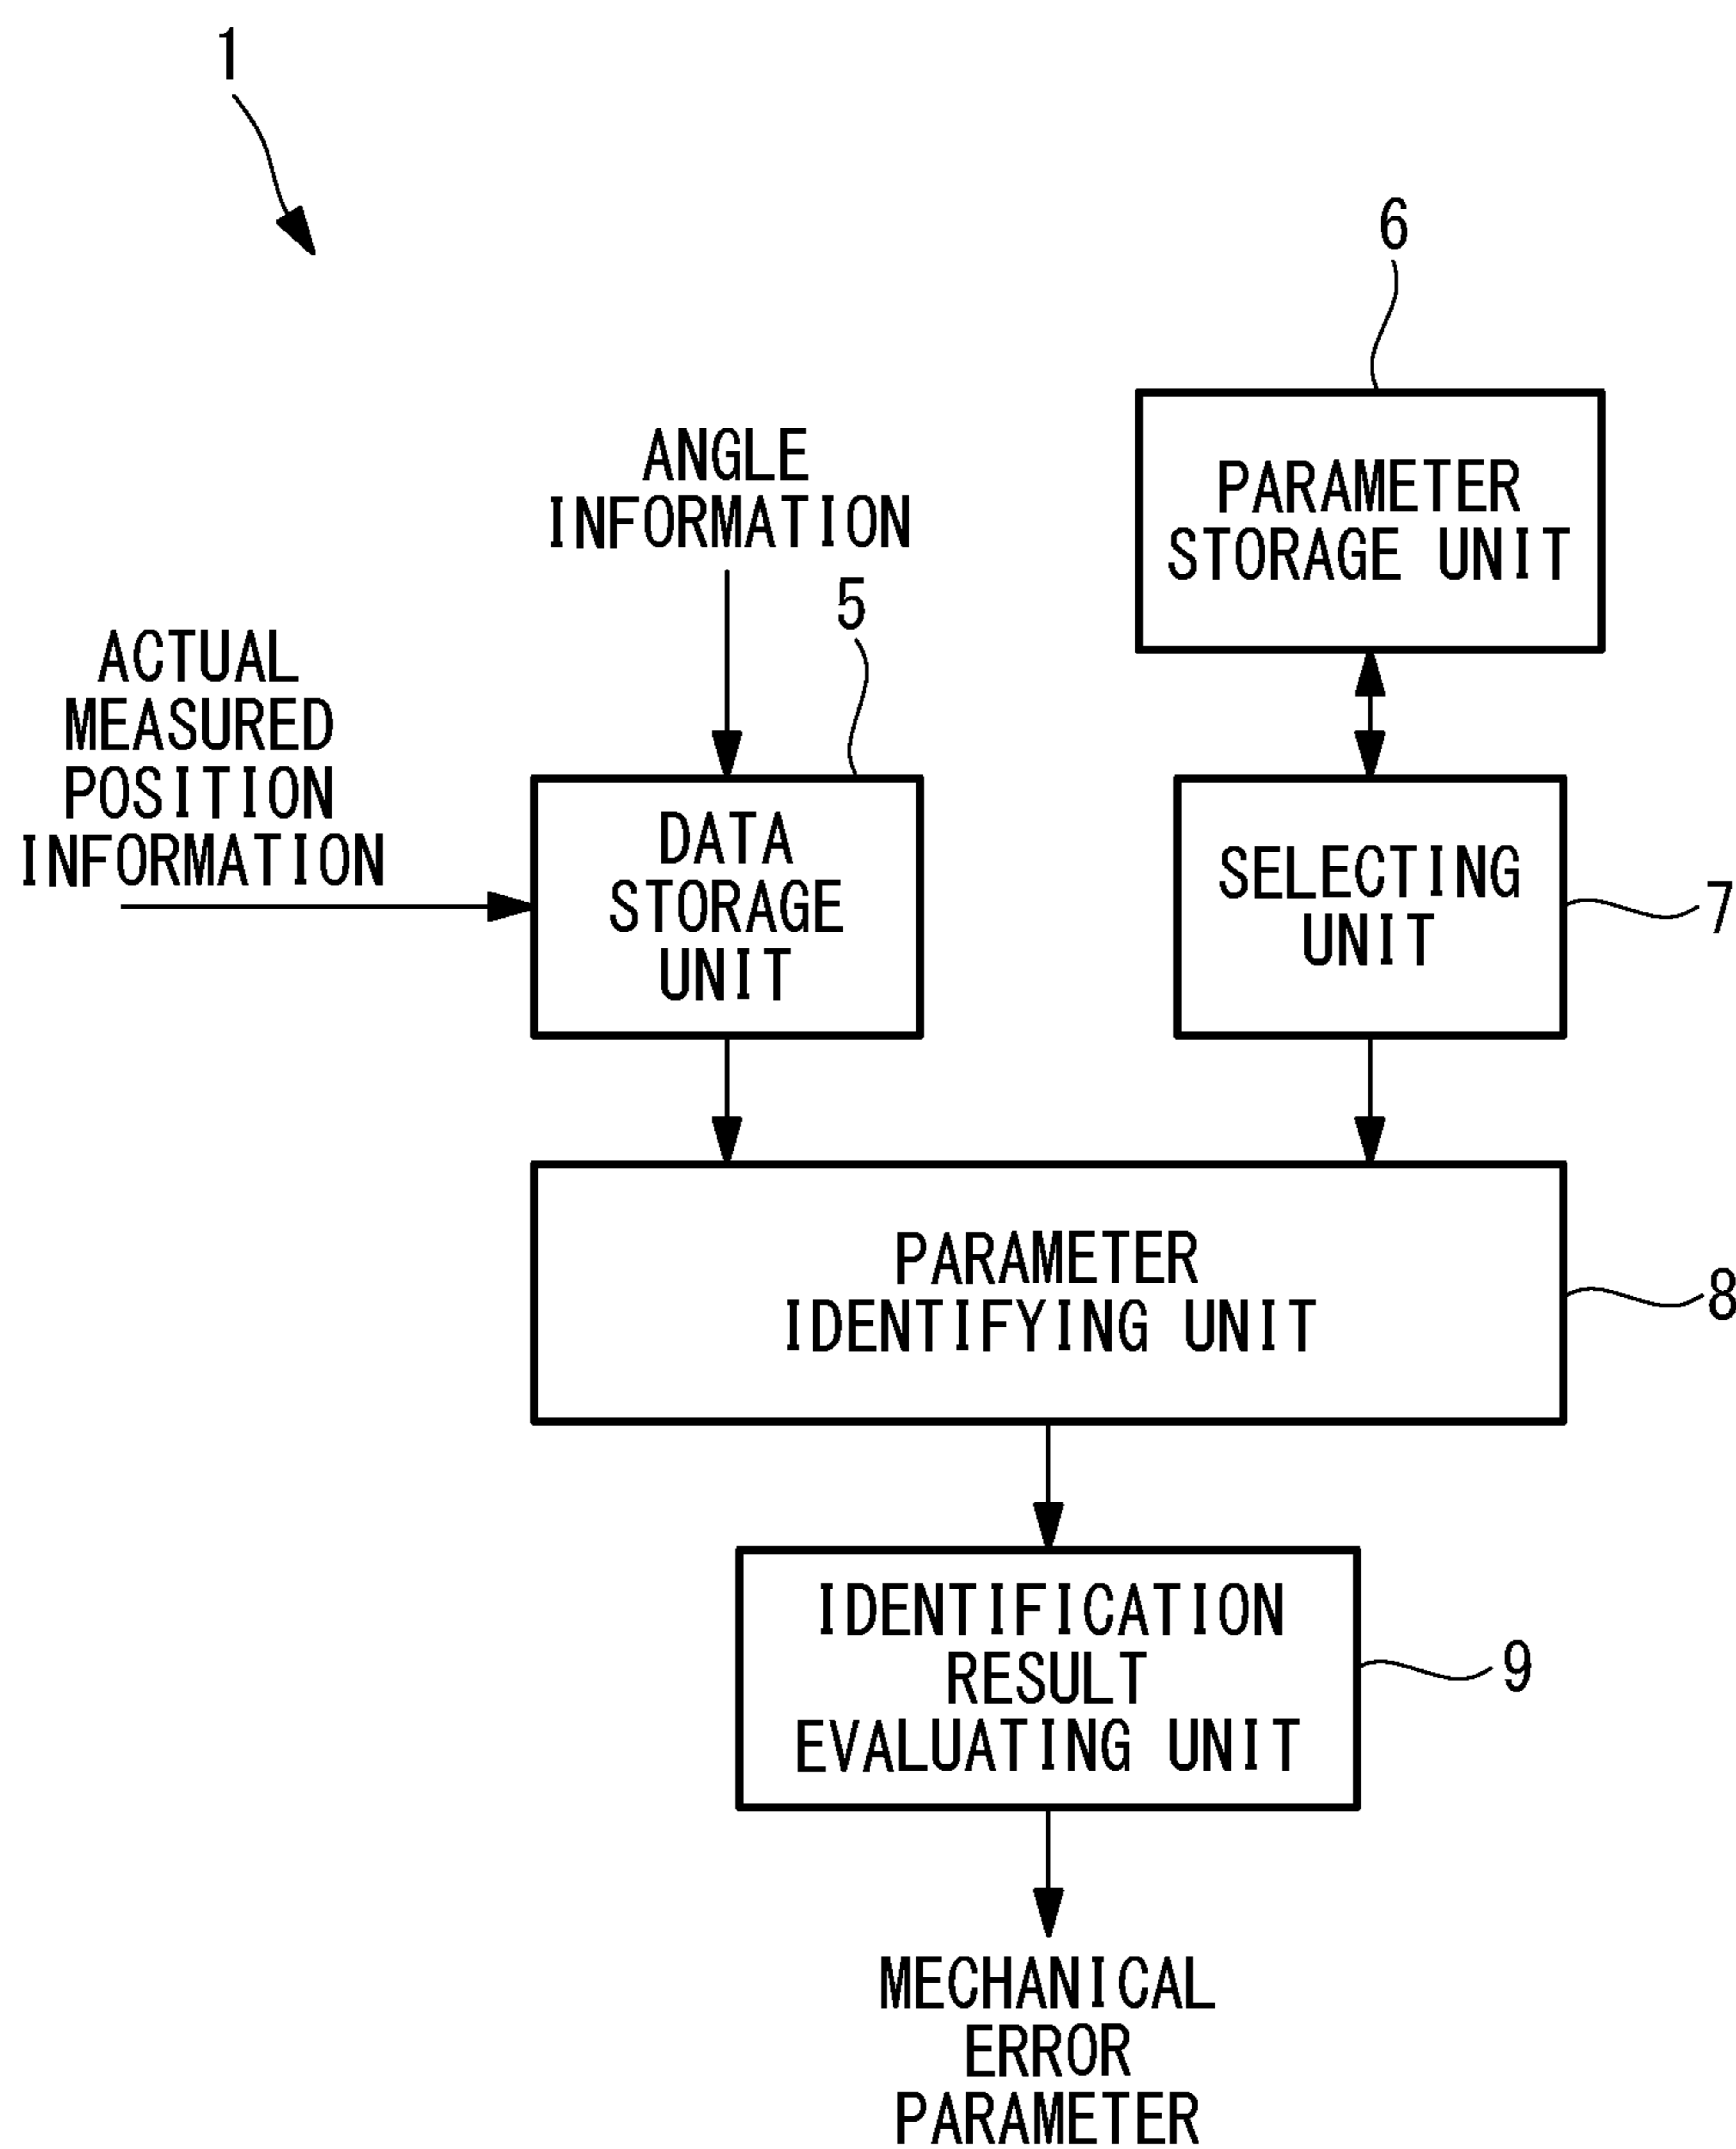 1
6
PARAMETER
STORAGE UNIT
ANGLE
INFORMATION
5
ACTUAL
MEASURED
POSITION
INFORMATION
DATA
STORAGE
UNIT
SELECTING
UNIT
7
PARAMETER
IDENTIFYING UNIT
8
IDENTIFICATION
RESULT
EVALUATING UNIT
9
MECHANICAL
ERROR
PARAMETER